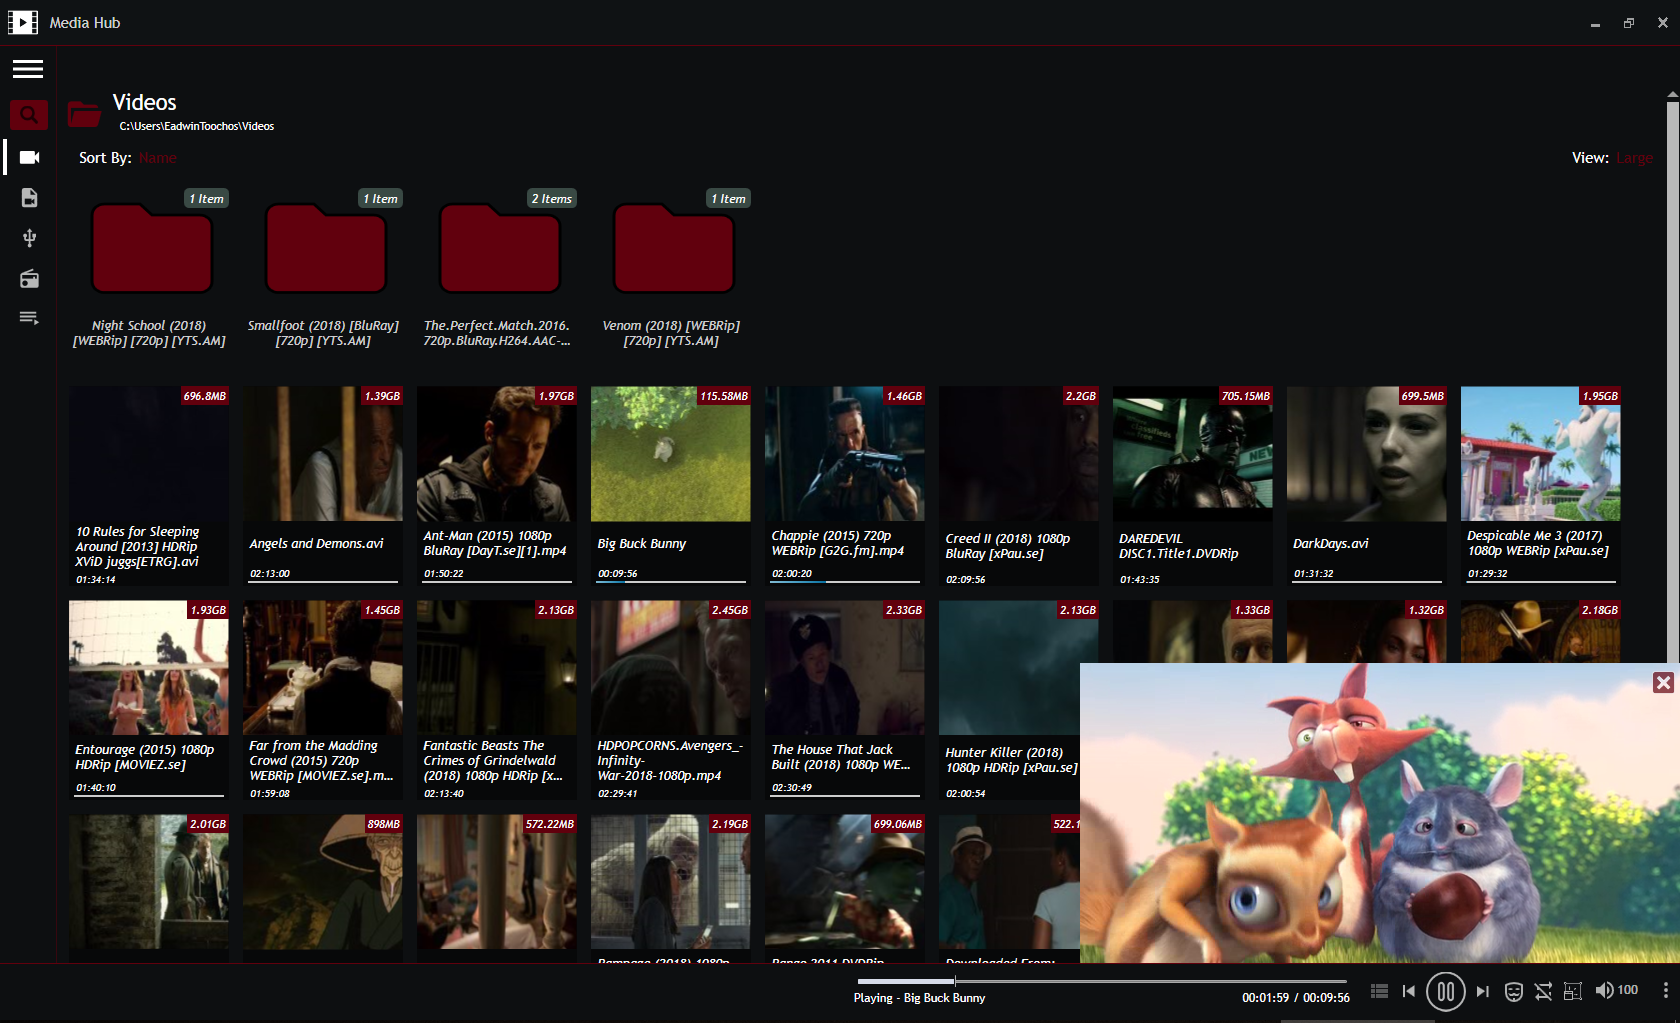 Media Hub
Videos
C:\Users\EadwinToochos\Videos
Sort By: Name
View: Large
1 Item
1 Item
2 Items
1 Item
Night School (2018)
[WEBRip] [720p] [YTS.AM]
Smallfoot (2018) [BluRay]
[720p] [YTS.AM]
The.Perfect.Match.2016.
720p.BluRay.H264.AAC-...
Venom (2018) [WEBRip]
[720p] [YTS.AM]
696.8MB
1.39GB
1.97GB
115.58MB
1.46GB
2.2GB
705.15MB
699.5MB
1.95GB
10 Rules for Sleeping
Around [2013] HDRip
XViD juggs[ETRG].avi
01:34:14
Angels and Demons.avi
02:13:00
Ant-Man (2015) 1080p
BluRay [DayT.se][1].mp4
01:50:22
Big Buck Bunny
00:09:56
Chappie (2015) 720p
WEBRip [G2G.fm].mp4
02:00:20
Creed II (2018) 1080p
BluRay [xPau.se]
02:09:56
DAREDEVIL
DISC1.Title1.DVDRip
01:43:35
DarkDays.avi
01:31:32
Despicable Me 3 (2017)
1080p WEBRip [xPau.se]
01:29:32
1.93GB
1.45GB
2.13GB
2.45GB
2.33GB
2.13GB
1.33GB
1.32GB
2.18GB
Entourage (2015) 1080p
HDRip [MOVIEZ.se]
01:40:10
Far from the Madding
Crowd (2015) 720p
WEBRip [MOVIEZ.se].m...
01:59:08
Fantastic Beasts The
Crimes of Grindelwald
(2018) 1080p HDRip [x...
02:13:40
HDPOPCORNS.Avengers_-
Infinity-
War-2018-1080p.mp4
02:29:41
The House That Jack
Built (2018) 1080p WE...
02:30:49
Hunter Killer (2018)
1080p HDRip [xPau.se]
02:00:54
2.01GB
898MB
572.22MB
2.19GB
699.06MB
522.1
Rampage (2018) 1080p
Range 2011 DVDRip
Downloaded From:
Playing - Big Buck Bunny
00:01:59 / 00:09:56
100